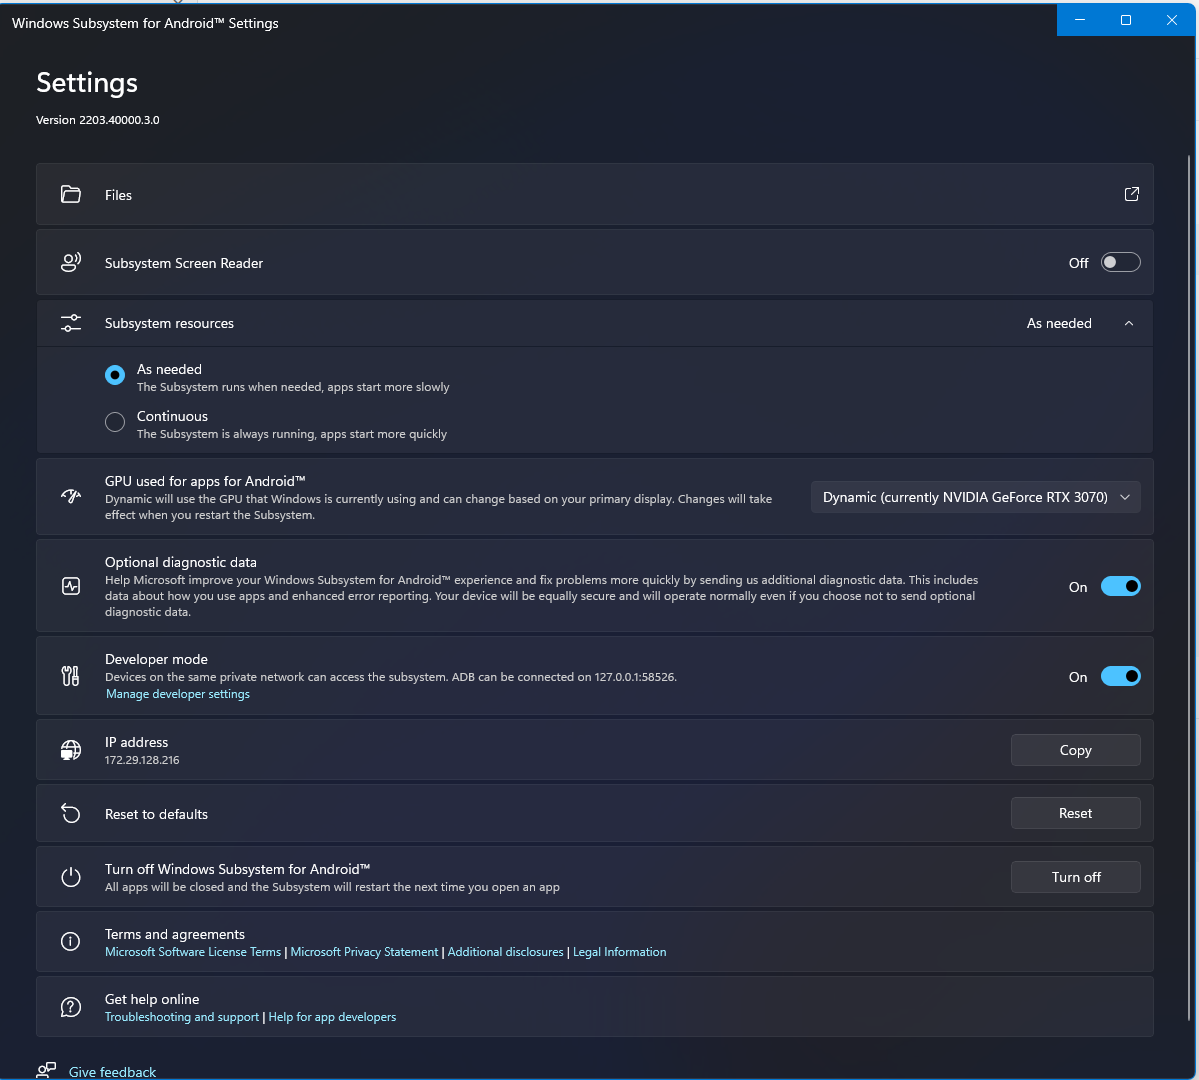 Windows Subsystem for Android™ Settings
Settings
Version 2203.40000.3.0
Files
Subsystem Screen Reader
Off
Subsystem resources
As needed
As needed
The Subsystem runs when needed, apps start more slowly
Continuous
The Subsystem is always running, apps start more quickly
GPU used for apps for Android™
Dynamic will use the GPU that Windows is currently using and can change based on your primary display. Changes will take
effect when you restart the Subsystem.
Dynamic (currently NVIDIA GeForce RTX 3070)
Optional diagnostic data
Help Microsoft improve your Windows Subsystem for Android™ experience and fix problems more quickly by sending us additional diagnostic data. This includes
data about how you use apps and enhanced error reporting. Your device will be equally secure and will operate normally even if you choose not to send optional
diagnostic data.
On
Developer mode
Devices on the same private network can access the subsystem. ADB can be connected on 127.0.0.1:58526.
Manage developer settings
On
IP address
172.29.128.216
Copy
Reset to defaults
Reset
Turn off Windows Subsystem for Android™
All apps will be closed and the Subsystem will restart the next time you open an app
Turn off
Terms and agreements
Microsoft Software License Terms | Microsoft Privacy Statement | Additional disclosures | Legal Information
Get help online
Troubleshooting and support | Help for app developers
Give feedback